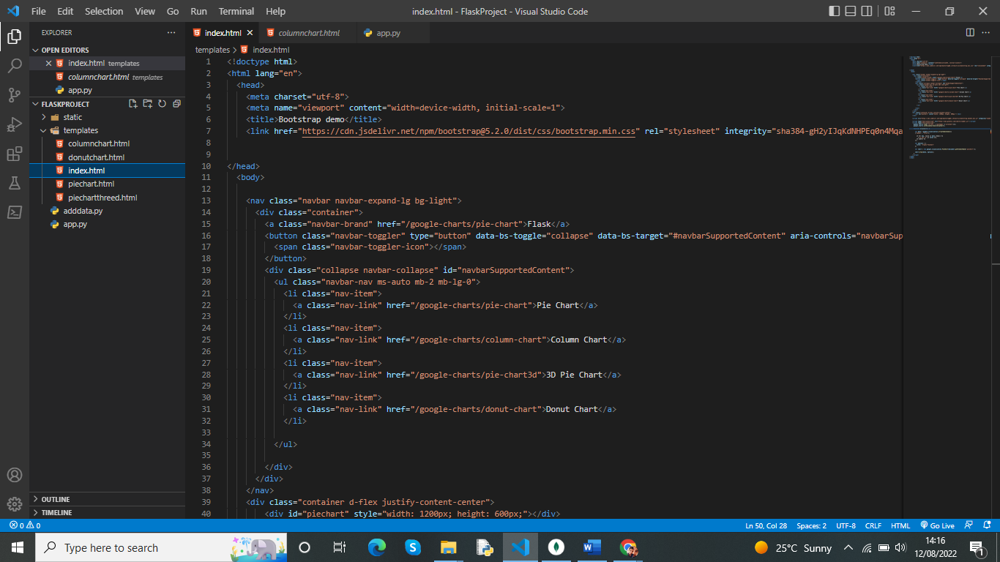 File Edit Selection View Go Run Terminal Help index.html - FlaskProject - Visual Studio Code
EXPLORER
OPEN EDITORS
index.html templates
columnchart.html templates
app.py
FLASKPROJECT
static
templates
columnchart.html
donutchart.html
index.html
piechart.html
piechartthreed.html
adddata.py
app.py
OUTLINE
TIMELINE
index.html columnchart.html app.py
templates > index.html
1 <!doctype html>
2 <html lang="en">
3 <head>
4 <meta charset="utf-8">
5 <meta name="viewport" content="width=device-width, initial-scale=1">
6 <title>Bootstrap demo</title>
7 <link href="https://cdn.jsdelivr.net/npm/bootstrap@5.2.0/dist/css/bootstrap.min.css" rel="stylesheet" integrity="sha384-gH2yIJqKdNHPEq0n4Mqa
8
9
10 </head>
11 <body>
12
13 <nav class="navbar navbar-expand-lg bg-light">
14 <div class="container">
15 <a class="navbar-brand" href="/google-charts/pie-chart">Flask</a>
16 <button class="navbar-toggler" type="button" data-bs-toggle="collapse" data-bs-target="#navbarSupportedContent" aria-controls="navbarSup
17 <span class="navbar-toggler-icon"></span>
18 </button>
19 <div class="collapse navbar-collapse" id="navbarSupportedContent">
20 <ul class="navbar-nav ms-auto mb-2 mb-lg-0">
21 <li class="nav-item">
22 <a class="nav-link" href="/google-charts/pie-chart">Pie Chart</a>
23 </li>
24 <li class="nav-item">
25 <a class="nav-link" href="/google-charts/column-chart">Column Chart</a>
26 </li>
27 <li class="nav-item">
28 <a class="nav-link" href="/google-charts/pie-chart3d">3D Pie Chart</a>
29 </li>
30 <li class="nav-item">
31 <a class="nav-link" href="/google-charts/donut-chart">Donut Chart</a>
32 </li>
33
34 </ul>
35
36 </div>
37 </div>
38 </nav>
39 <div class="container d-flex justify-content-center">
40 <div id="piechart" style="width: 1200px; height: 600px;"></div>
0 0 Ln 50, Col 28 Spaces: 2 UTF-8 CRLF HTML Go Live
Type here to search 25°C Sunny 14:16
12/08/2022 1